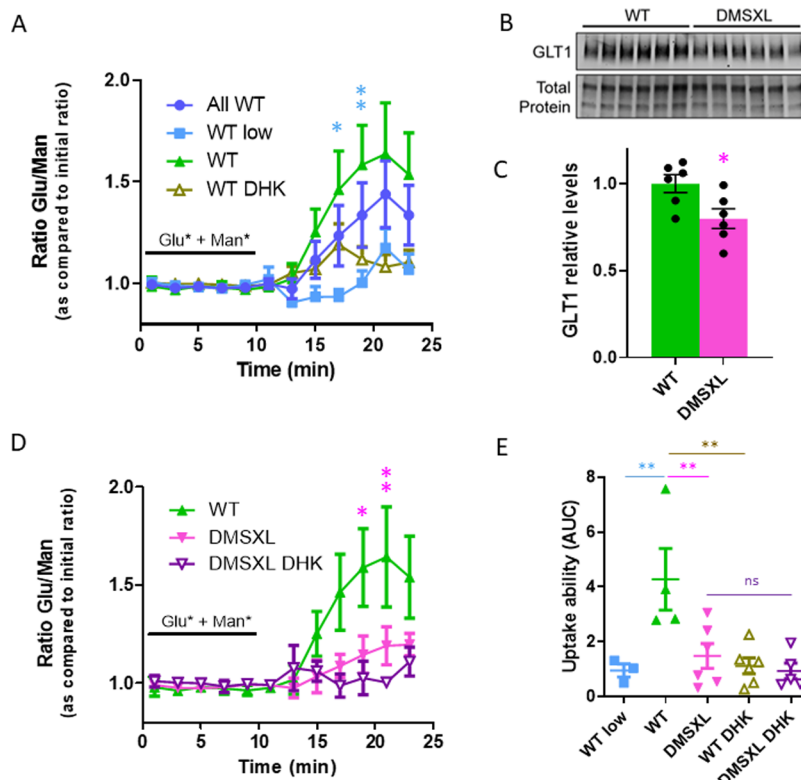 A
2.0
1.5
1.0
Ratio Glu/Man
(as compared to initial ratio)
All WT
WT low
WT
WT DHK
*
**
Glu* + Man*
0
5
10
15
20
25
Time (min)
B
WT
DMSXL
GLT1
Total
Protein
C
*
1.0
0.5
0.0
GLT1 relative levels
WT
DMSXL
D
2.0
1.5
1.0
Ratio Glu/Man
(as compared to initial ratio)
WT
DMSXL
DMSXL DHK
*
**
Glu* + Man*
0
5
10
15
20
25
Time (min)
E
**
**
**
ns
8
6
4
2
0
Uptake ability (AUC)
WT low
WT
DMSXL
WT DHK
DMSXL DHK